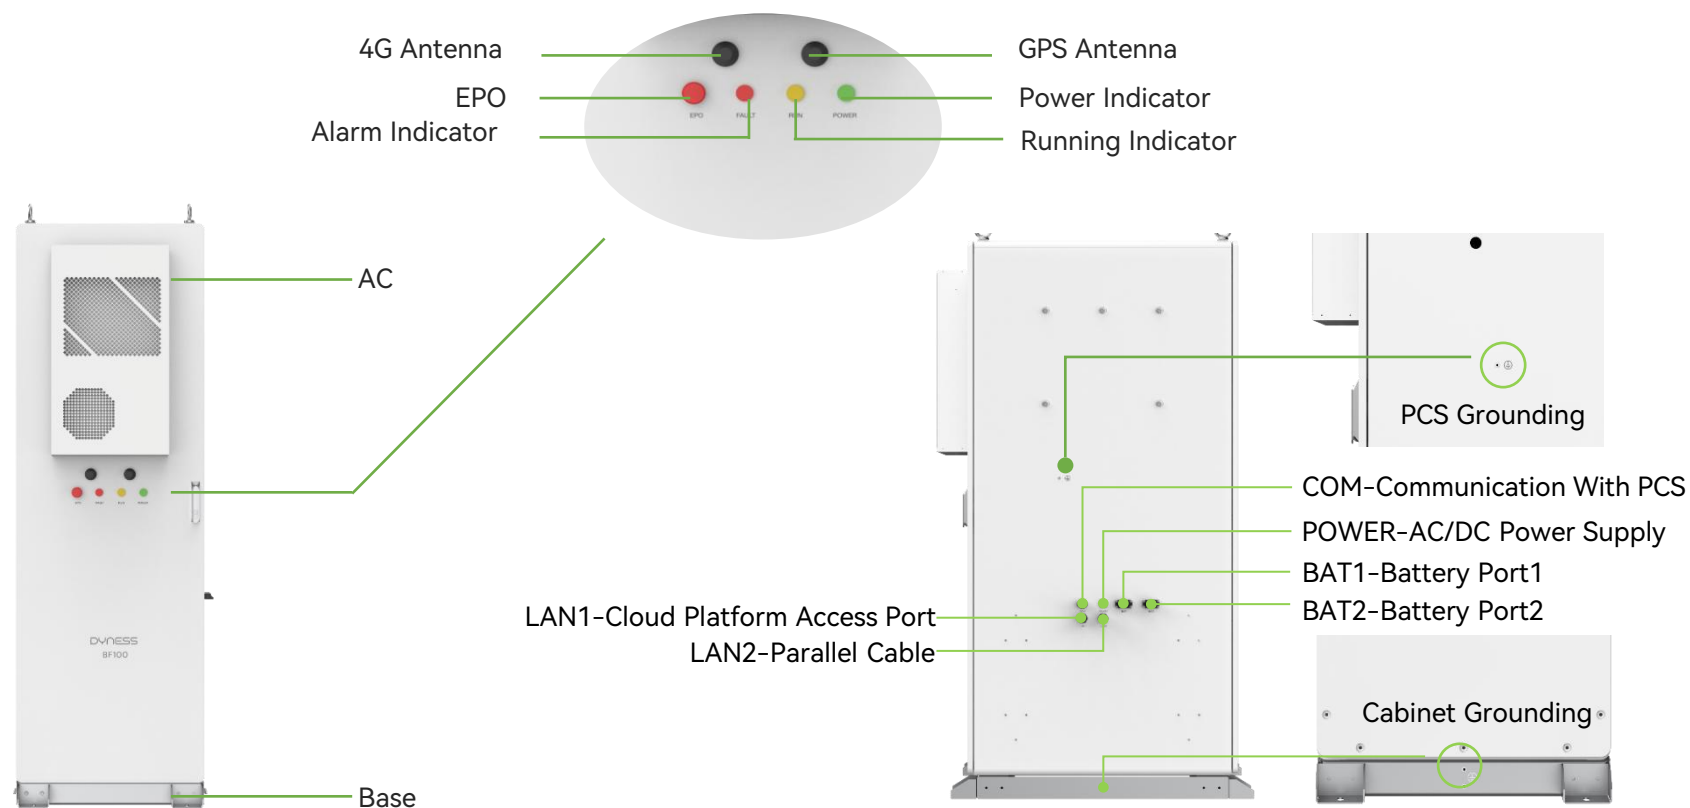 4G Antenna
GPS Antenna
EPO
Power Indicator
Alarm Indicator
Running Indicator
EPO
FAULT
RUN
POWER
AC
PCS Grounding
COM-Communication With PCS
POWER-AC/DC Power Supply
BAT1-Battery Port1
BAT2-Battery Port2
LAN1-Cloud Platform Access Port
LAN2-Parallel Cable
DYNESS
BF100
Cabinet Grounding
Base